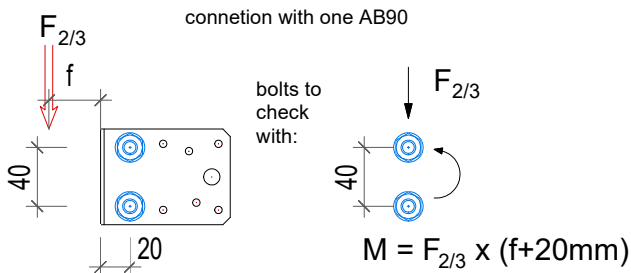 connetion with one AB90
F2/3
f
40
20
bolts to
check
with:
F2/3
40
M = F2/3 x (f+20mm)